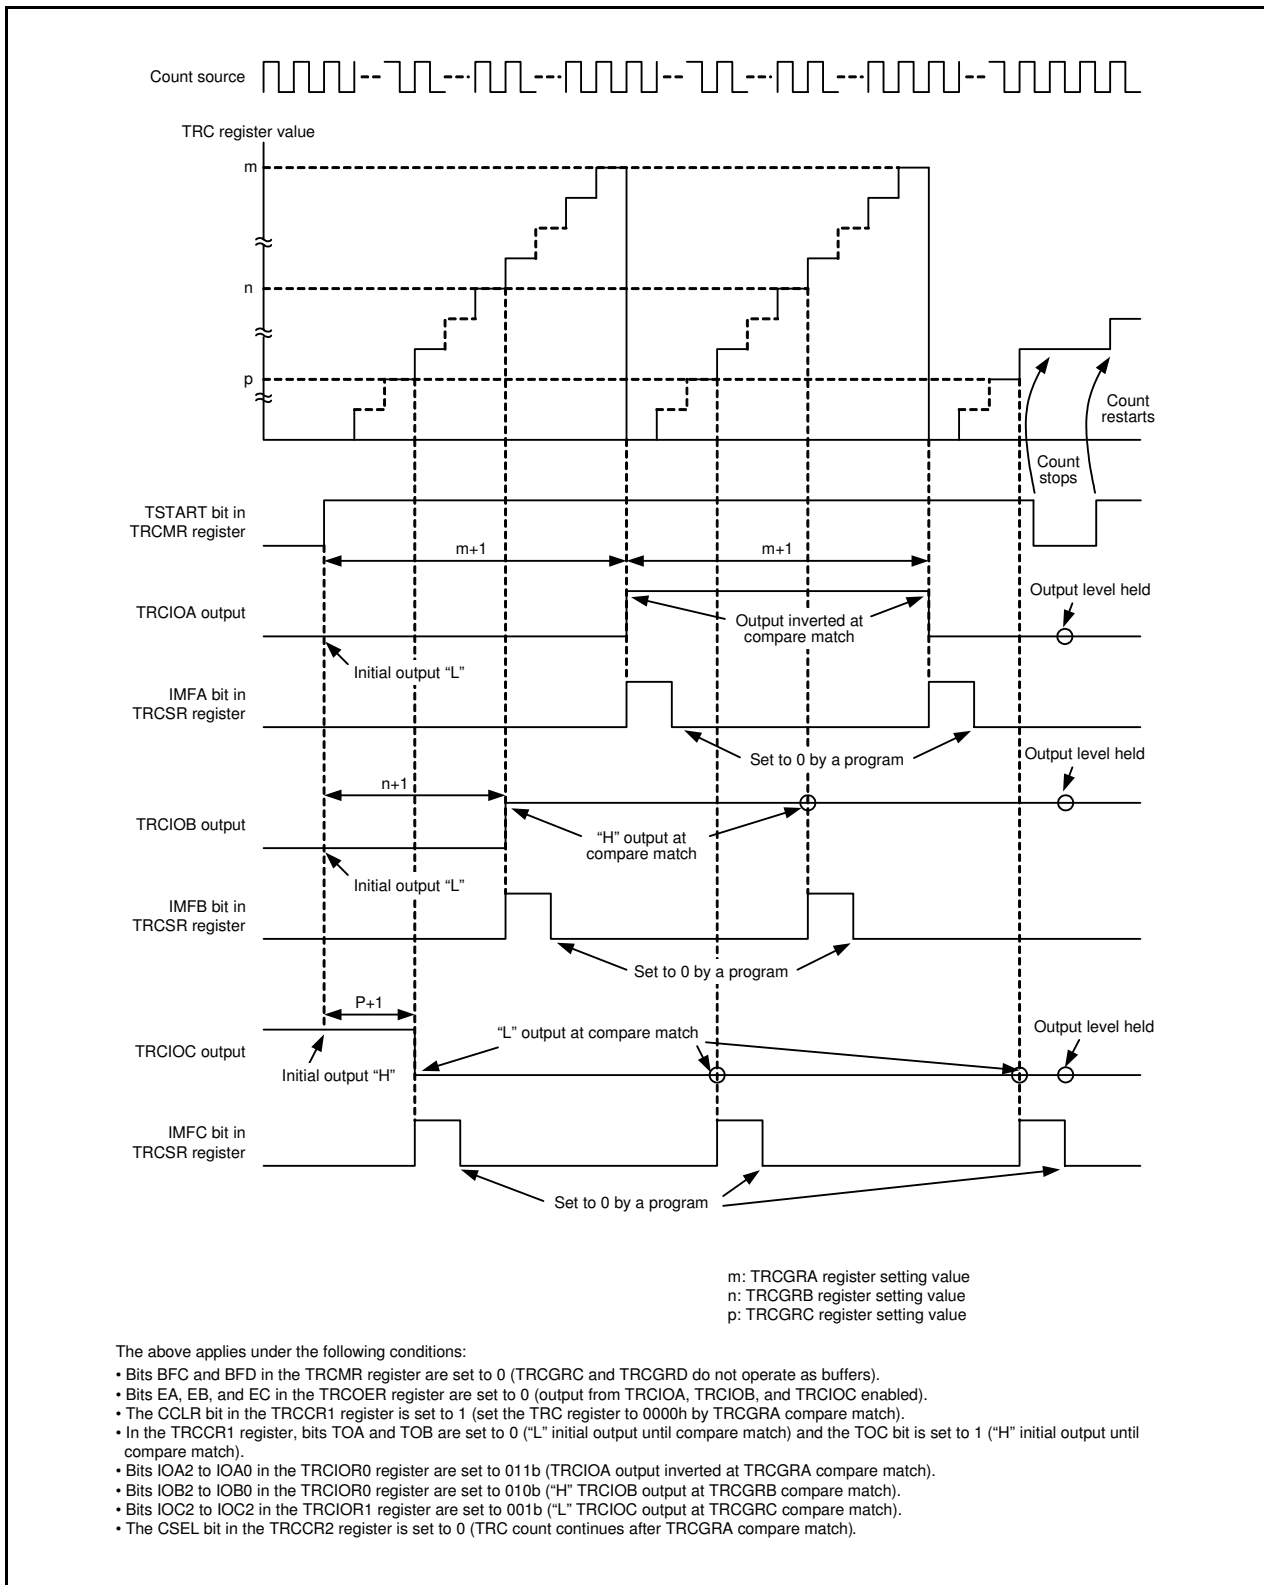 Count source
TRC register value
m
n
p
Count
restarts
Count
stops
TSTART bit in
TRCMR register
m+1
m+1
Output level held
TRCIOA output
Output inverted at
compare match
Initial output “L”
IMFA bit in
TRCSR register
Set to 0 by a program
Output level held
n+1
TRCIOB output
“H” output at
compare match
Initial output “L”
IMFB bit in
TRCSR register
Set to 0 by a program
P+1
“L” output at compare match
Output level held
TRCIOC output
Initial output “H”
IMFC bit in
TRCSR register
Set to 0 by a program
m: TRCGRA register setting value
n: TRCGRB register setting value
p: TRCGRC register setting value
The above applies under the following conditions:
• Bits BFC and BFD in the TRCMR register are set to 0 (TRCGRC and TRCGRD do not operate as buffers).
• Bits EA, EB, and EC in the TRCOER register are set to 0 (output from TRCIOA, TRCIOB, and TRCIOC enabled).
• The CCLR bit in the TRCCR1 register is set to 1 (set the TRC register to 0000h by TRCGRA compare match).
• In the TRCCR1 register, bits TOA and TOB are set to 0 (“L” initial output until compare match) and the TOC bit is set to 1 (“H” initial output until
compare match).
• Bits IOA2 to IOA0 in the TRCIOR0 register are set to 011b (TRCIOA output inverted at TRCGRA compare match).
• Bits IOB2 to IOB0 in the TRCIOR0 register are set to 010b (“H” TRCIOB output at TRCGRB compare match).
• Bits IOC2 to IOC2 in the TRCIOR1 register are set to 001b (“L” TRCIOC output at TRCGRC compare match).
• The CSEL bit in the TRCCR2 register is set to 0 (TRC count continues after TRCGRA compare match).